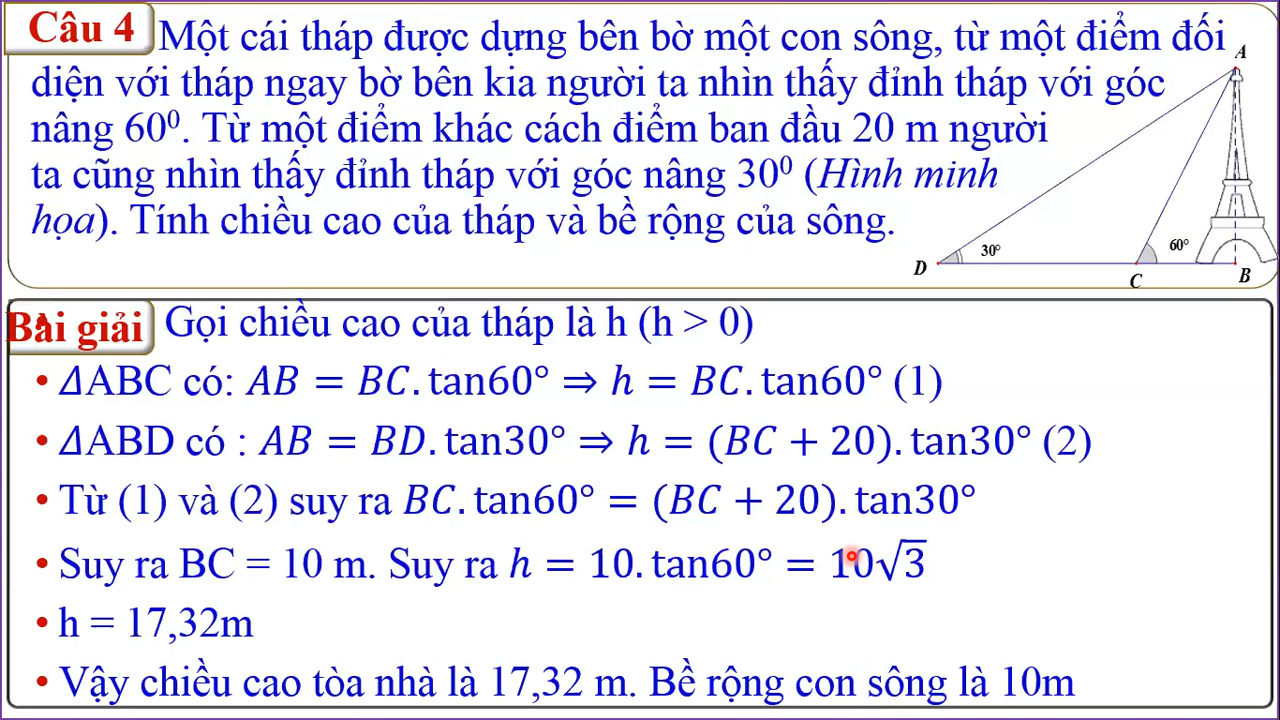 Câu 4
Một cái tháp được dựng bên bờ một con sông, từ một điểm đối
diện với tháp ngay bờ bên kia người ta nhìn thấy đỉnh tháp với góc
nâng 60⁰. Từ một điểm khác cách điểm ban đầu 20 m người
ta cũng nhìn thấy đỉnh tháp với góc nâng 30⁰ (Hình minh
họa). Tính chiều cao của tháp và bề rộng của sông.
A
30°
60°
D
C
B
Bài giải
Gọi chiều cao của tháp là h (h > 0)
• ΔABC có: AB = BC.tan60° ⇒ h = BC.tan60° (1)
• ΔABD có : AB = BD.tan30° ⇒ h = (BC + 20).tan30° (2)
• Từ (1) và (2) suy ra BC.tan60° = (BC + 20).tan30°
• Suy ra BC = 10 m. Suy ra h = 10.tan60° = 10√3
• h = 17,32m
• Vậy chiều cao tòa nhà là 17,32 m. Bề rộng con sông là 10m